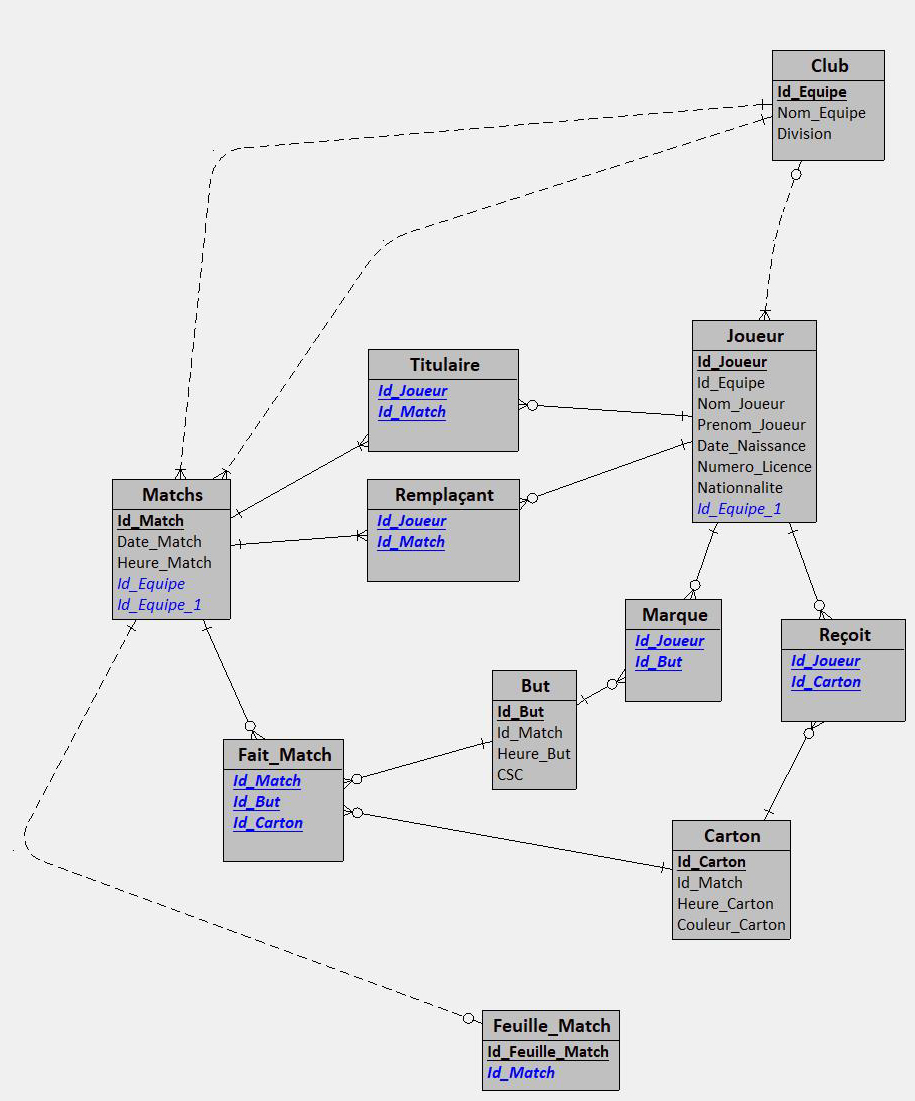 Club
Id_Equipe
Nom_Equipe
Division
Joueur
Id_Joueur
Id_Equipe
Nom_Joueur
Prenom_Joueur
Date_Naissance
Numero_Licence
Nationnalite
Id_Equipe_1
Titulaire
Id_Joueur
Id_Match
Remplaçant
Id_Joueur
Id_Match
Matchs
Id_Match
Date_Match
Heure_Match
Id_Equipe
Id_Equipe_1
Marque
Id_Joueur
Id_But
Reçoit
Id_Joueur
Id_Carton
But
Id_But
Id_Match
Heure_But
CSC
Fait_Match
Id_Match
Id_But
Id_Carton
Carton
Id_Carton
Id_Match
Heure_Carton
Couleur_Carton
Feuille_Match
Id_Feuille_Match
Id_Match